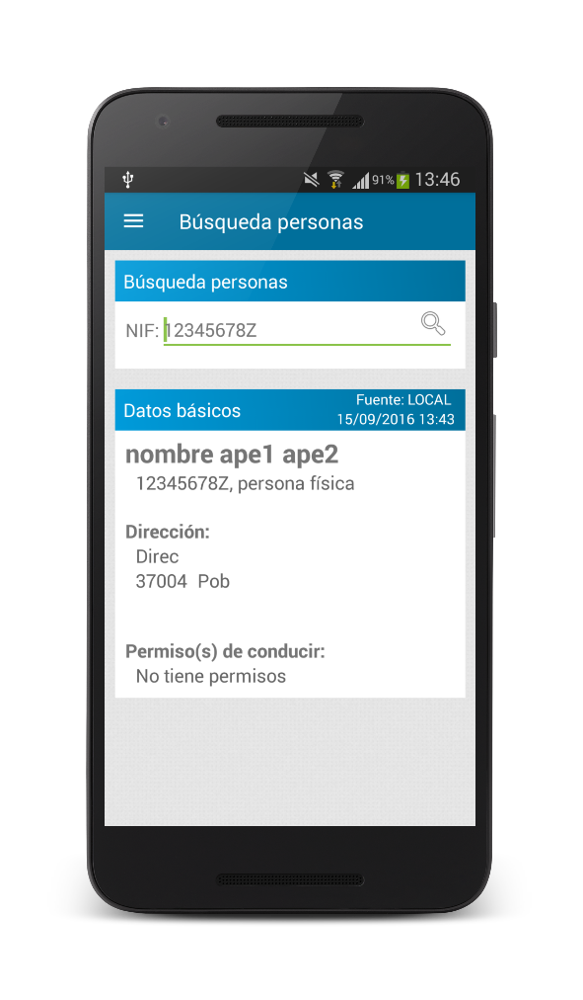 91% 13:46
Búsqueda personas
Búsqueda personas
NIF: 12345678Z
Datos básicos
Fuente: LOCAL
15/09/2016 13:43
nombre ape1 ape2
12345678Z, persona física
Dirección:
Direc
37004 Pob
Permiso(s) de conducir:
No tiene permisos